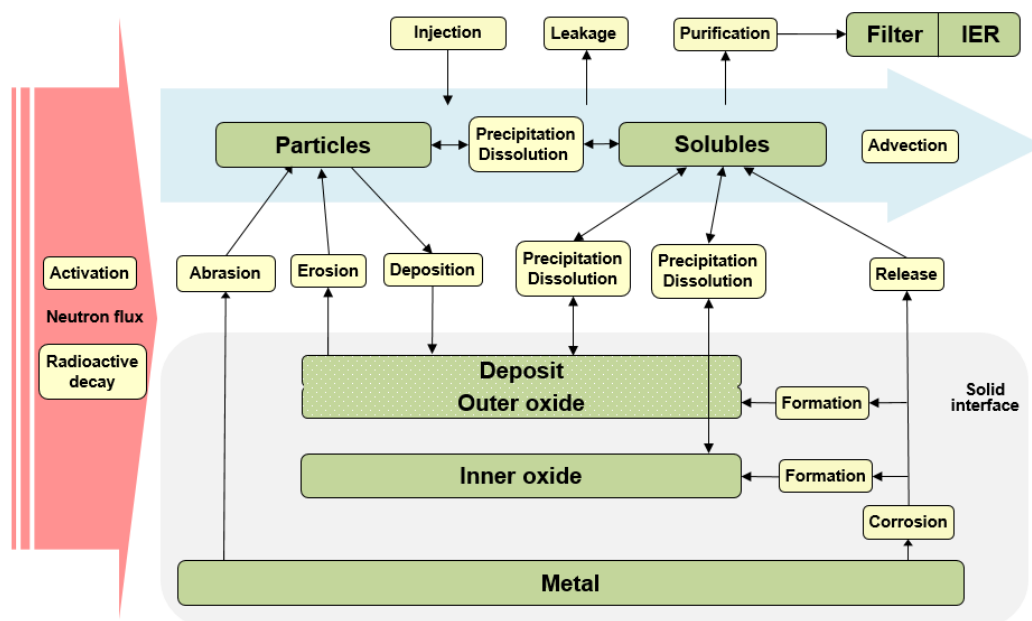 Injection
Leakage
Purification
Filter
IER
Particles
Precipitation
Dissolution
Solubles
Advection
Activation
Neutron flux
Radioactive
decay
Abrasion
Erosion
Deposition
Precipitation
Dissolution
Precipitation
Dissolution
Release
Deposit
Outer oxide
Formation
Solid
interface
Inner oxide
Formation
Corrosion
Metal